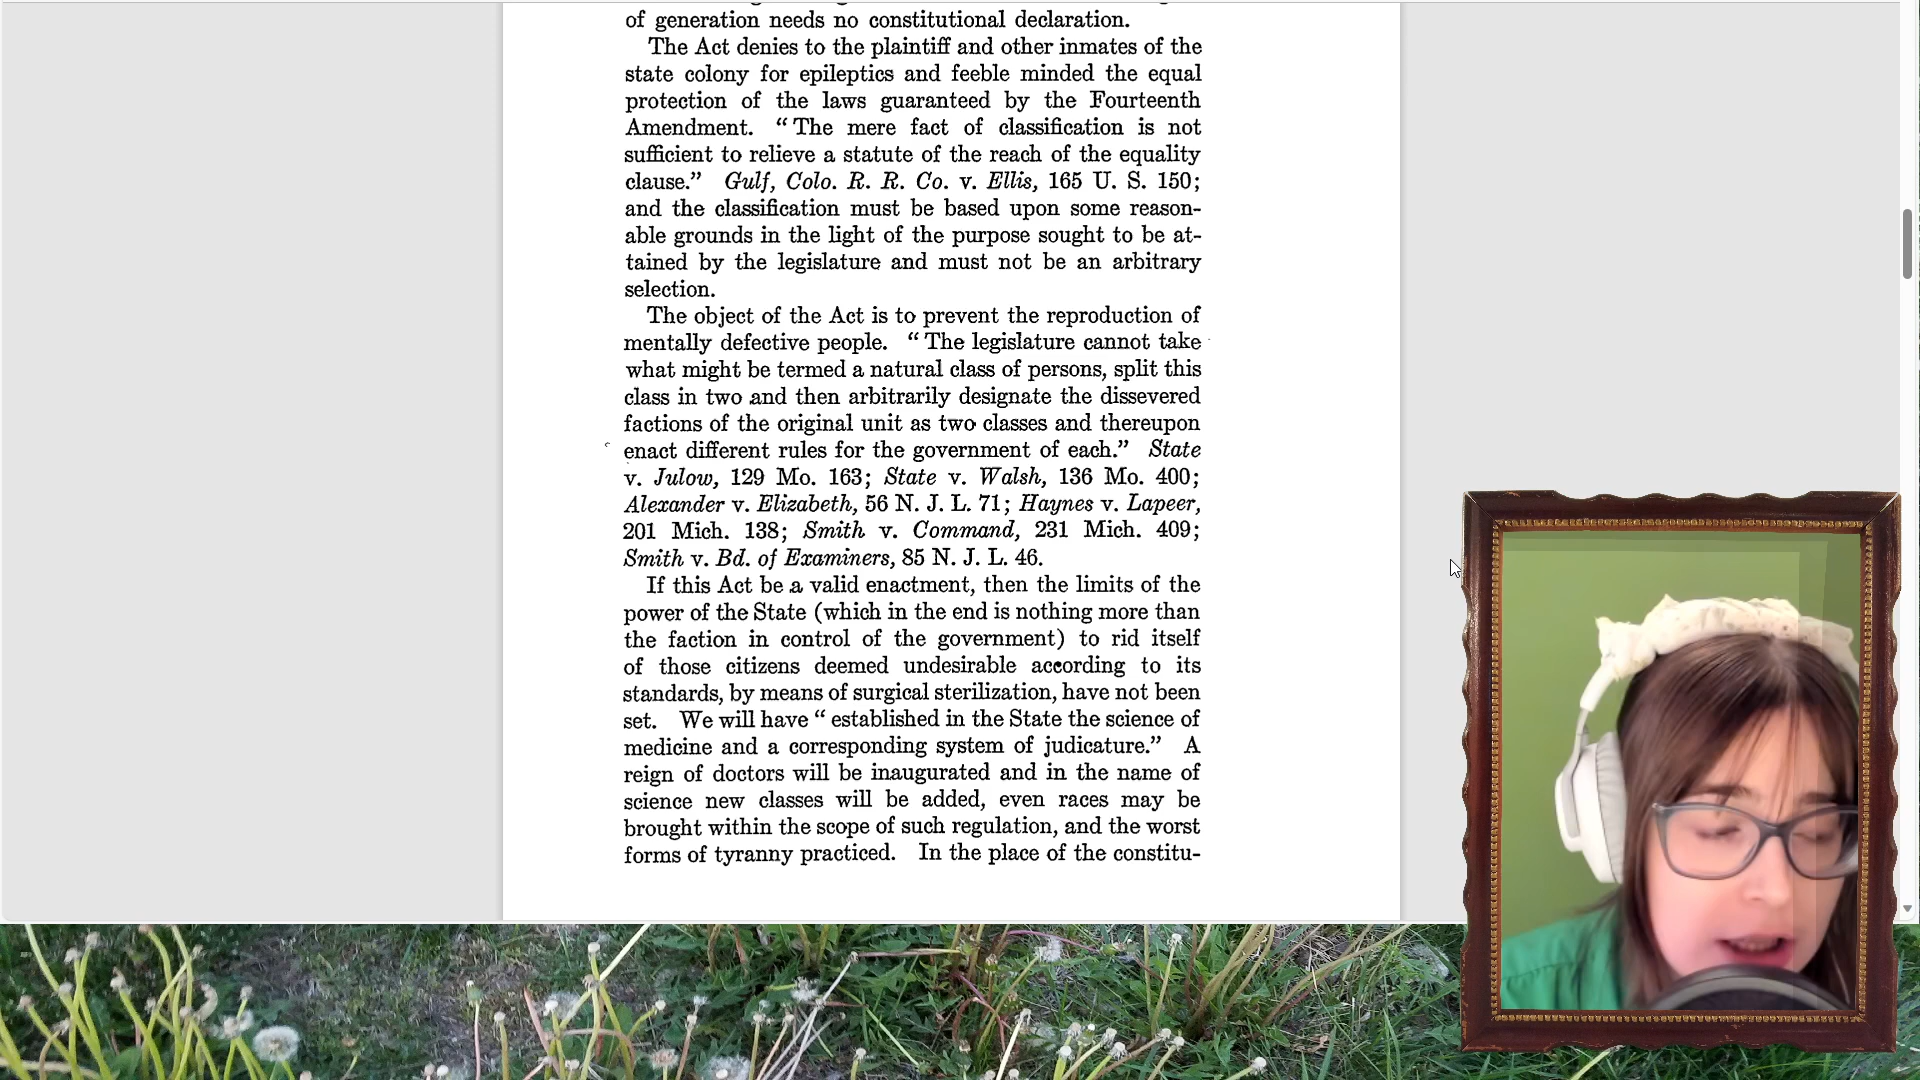 of generation needs no constitutional declaration.
The Act denies to the plaintiff and other inmates of the
state colony for epileptics and feeble minded the equal
protection of the laws guaranteed by the Fourteenth
Amendment. “The mere fact of classification is not
sufficient to relieve a statute of the reach of the equality
clause.” Gulf, Colo. R. R. Co. v. Ellis, 165 U. S. 150;
and the classification must be based upon some reason-
able grounds in the light of the purpose sought to be at-
tained by the legislature and must not be an arbitrary
selection.
The object of the Act is to prevent the reproduction of
mentally defective people. “The legislature cannot take
what might be termed a natural class of persons, split this
class in two and then arbitrarily designate the dissevered
factions of the original unit as two classes and thereupon
enact different rules for the government of each.” State
v. Julow, 129 Mo. 163; State v. Walsh, 136 Mo. 400;
Alexander v. Elizabeth, 56 N. J. L. 71; Haynes v. Lapeer,
201 Mich. 138; Smith v. Command, 231 Mich. 409;
Smith v. Bd. of Examiners, 85 N. J. L. 46.
If this Act be a valid enactment, then the limits of the
power of the State (which in the end is nothing more than
the faction in control of the government) to rid itself
of those citizens deemed undesirable according to its
standards, by means of surgical sterilization, have not been
set. We will have “established in the State the science of
medicine and a corresponding system of judicature.” A
reign of doctors will be inaugurated and in the name of
science new classes will be added, even races may be
brought within the scope of such regulation, and the worst
forms of tyranny practiced. In the place of the constitu-